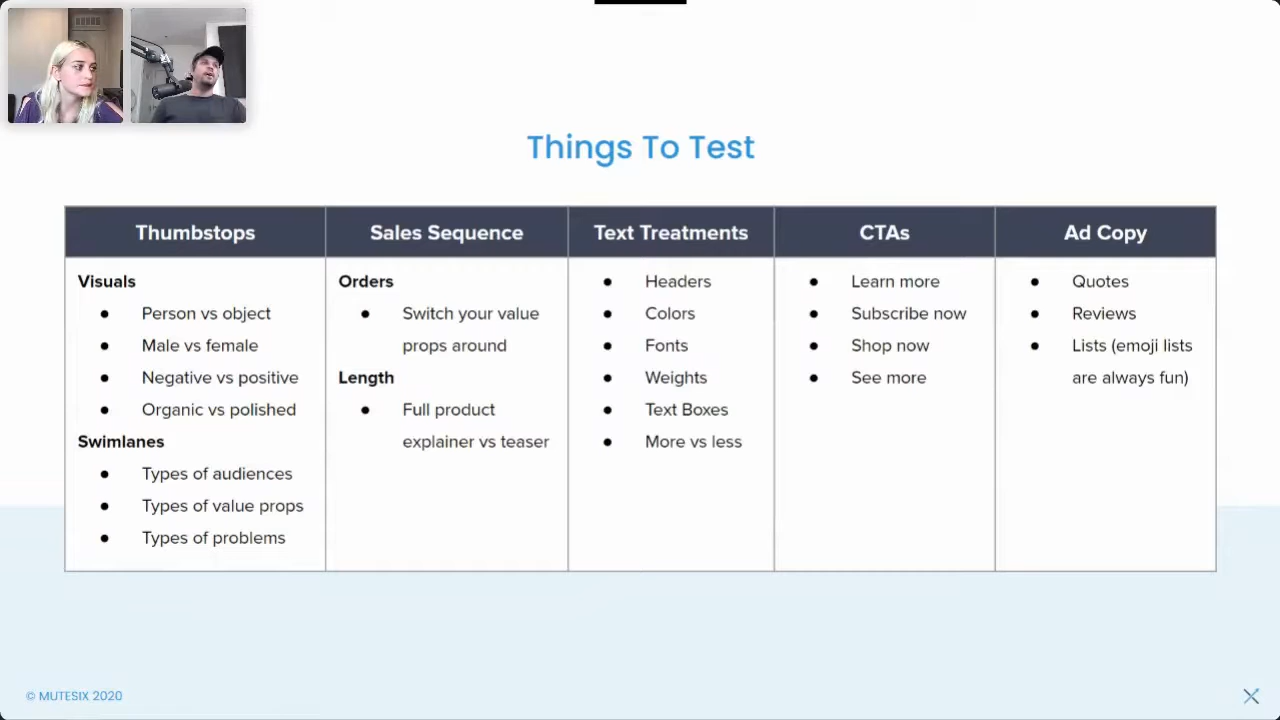 Things To Test
Thumbstops
Visuals
● Person vs object
● Male vs female
● Negative vs positive
● Organic vs polished
Swimlanes
● Types of audiences
● Types of value props
● Types of problems
Sales Sequence
Orders
● Switch your value
props around
Length
● Full product
explainer vs teaser
Text Treatments
● Headers
● Colors
● Fonts
● Weights
● Text Boxes
● More vs less
CTAs
● Learn more
● Subscribe now
● Shop now
● See more
Ad Copy
● Quotes
● Reviews
● Lists (emoji lists
are always fun)
© MUTESIX 2020